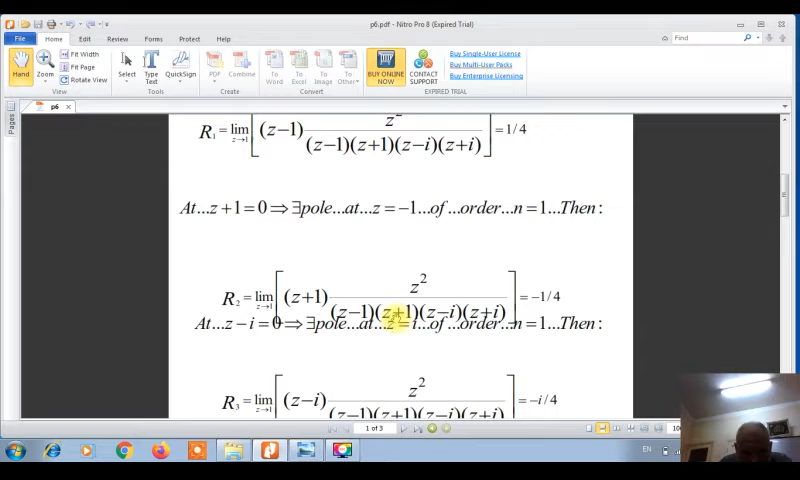 p6.pdf - Nitro Pro 8 (Expired Trial)
File Home Edit Review Forms Protect Help Find
Hand Zoom Fit Width Fit Page Rotate View Select Type Text QuickSign PDF Combine To Word To Excel To Image To Other BUY ONLINE NOW CONTACT SUPPORT Buy Single-User License Buy Multi-User Packs Buy Enterprise Licensing
View Tools Create Convert EXPIRED TRIAL
p6
Pages
R₁ = lim z→1 [(z−1) z² / (z−1)(z+1)(z−i)(z+i)] = 1/4
At...z+1=0⇒∃pole...at...z=−1...of...order...n=1...Then:
R₂ = lim z→1 [(z+1) z² / (z−1)(z+1)(z−i)(z+i)] = −1/4
At...z−i=0⇒∃pole...at...z=i...of...order...n=1...Then:
R₃ = lim z→1 [(z−i) z² / (z−1)(z+1)(z−i)(z+i)] = −i/4
1 of 3
EN